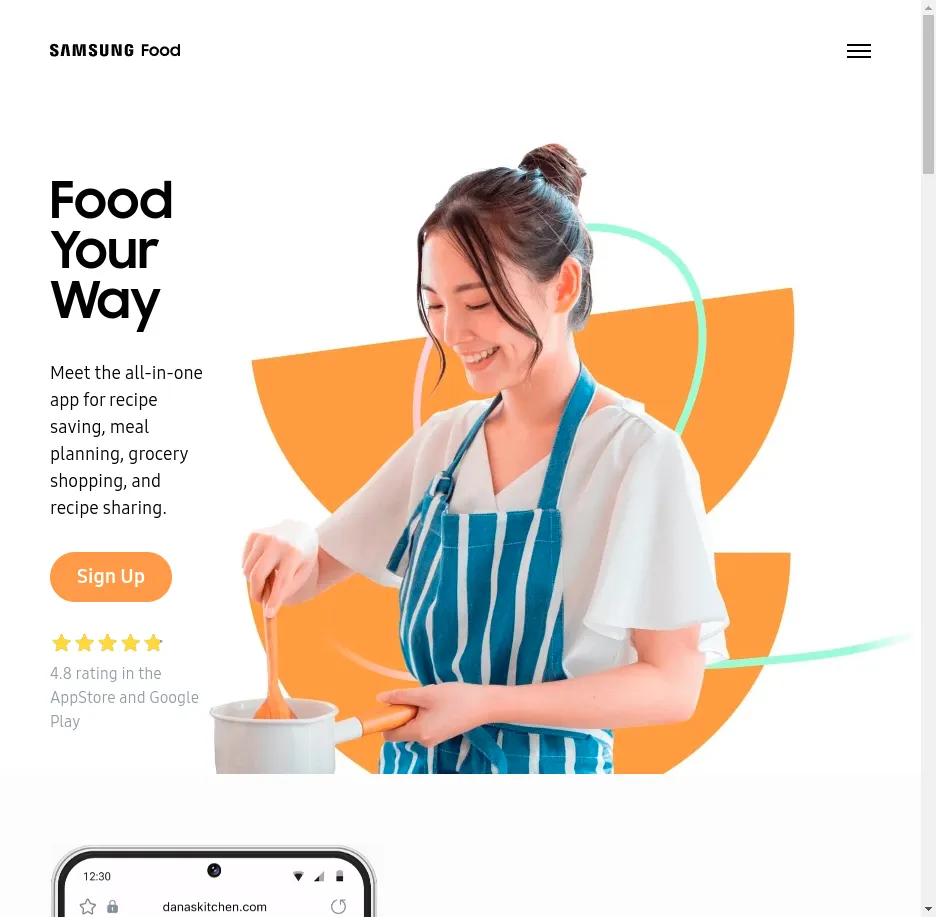 SAMSUNG Food
Food
Your
Way
Meet the all-in-one
app for recipe
saving, meal
planning, grocery
shopping, and
recipe sharing.
Sign Up
4.8 rating in the
AppStore and Google
Play
12:30
danaskitchen.com